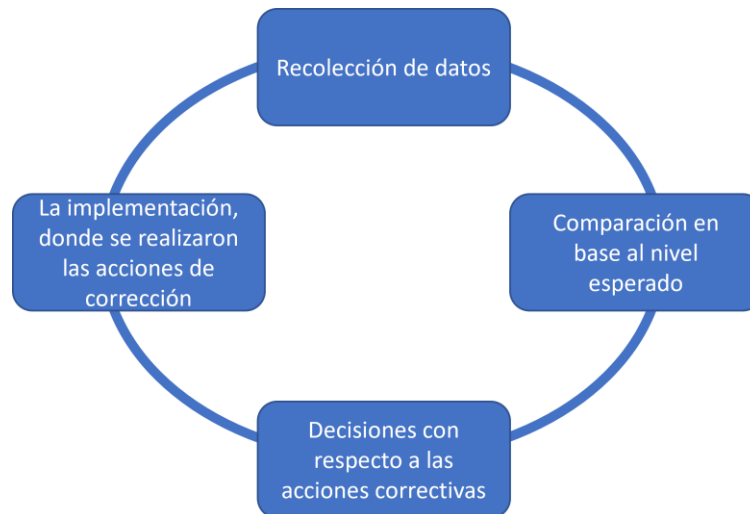 Recolección de datos
Comparación en
base al nivel
esperado
Decisiones con
respecto a las
acciones correctivas
La implementación,
donde se realizaron
las acciones de
corrección